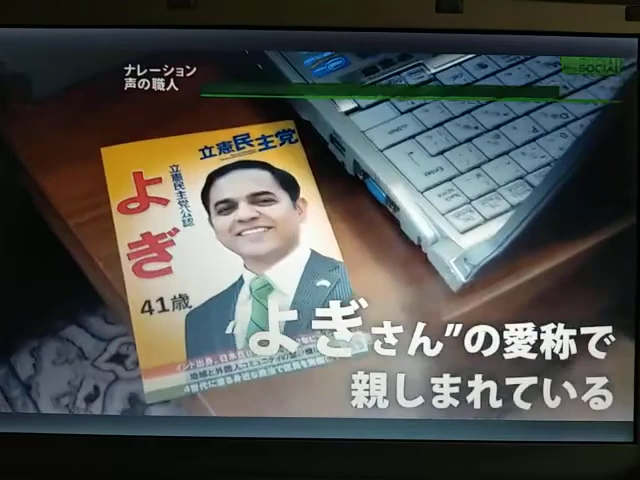 ナレーション
声の職人
SOCIAL
立憲民主党
立憲民主党公認
よぎ
41歳
"よぎさん"の愛称で
親しまれている